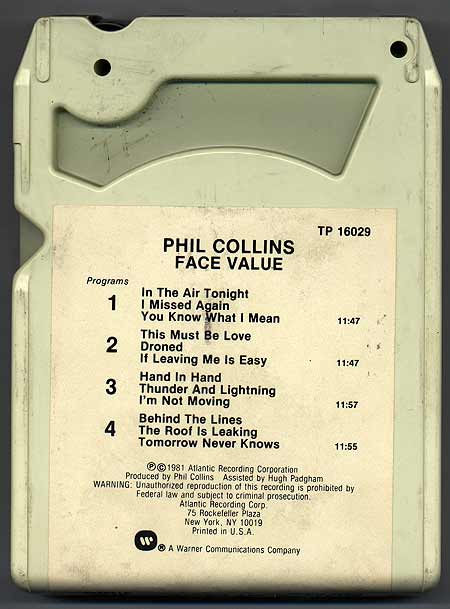 TP 16029
PHIL COLLINS
FACE VALUE
Programs
1 In The Air Tonight
I Missed Again
You Know What I Mean 11:47
2 This Must Be Love
Droned
If Leaving Me Is Easy 11:47
3 Hand In Hand
Thunder And Lightning
I'm Not Moving 11:57
4 Behind The Lines
The Roof Is Leaking
Tomorrow Never Knows 11:55
℗©1981 Atlantic Recording Corporation
Produced by Phil Collins Assisted by Hugh Padgham
WARNING: Unauthorized reproduction of this recording is prohibited by
Federal law and subject to criminal prosecution.
Atlantic Recording Corp.
75 Rockefeller Plaza
New York, NY 10019
Printed in U.S.A.
® A Warner Communications Company